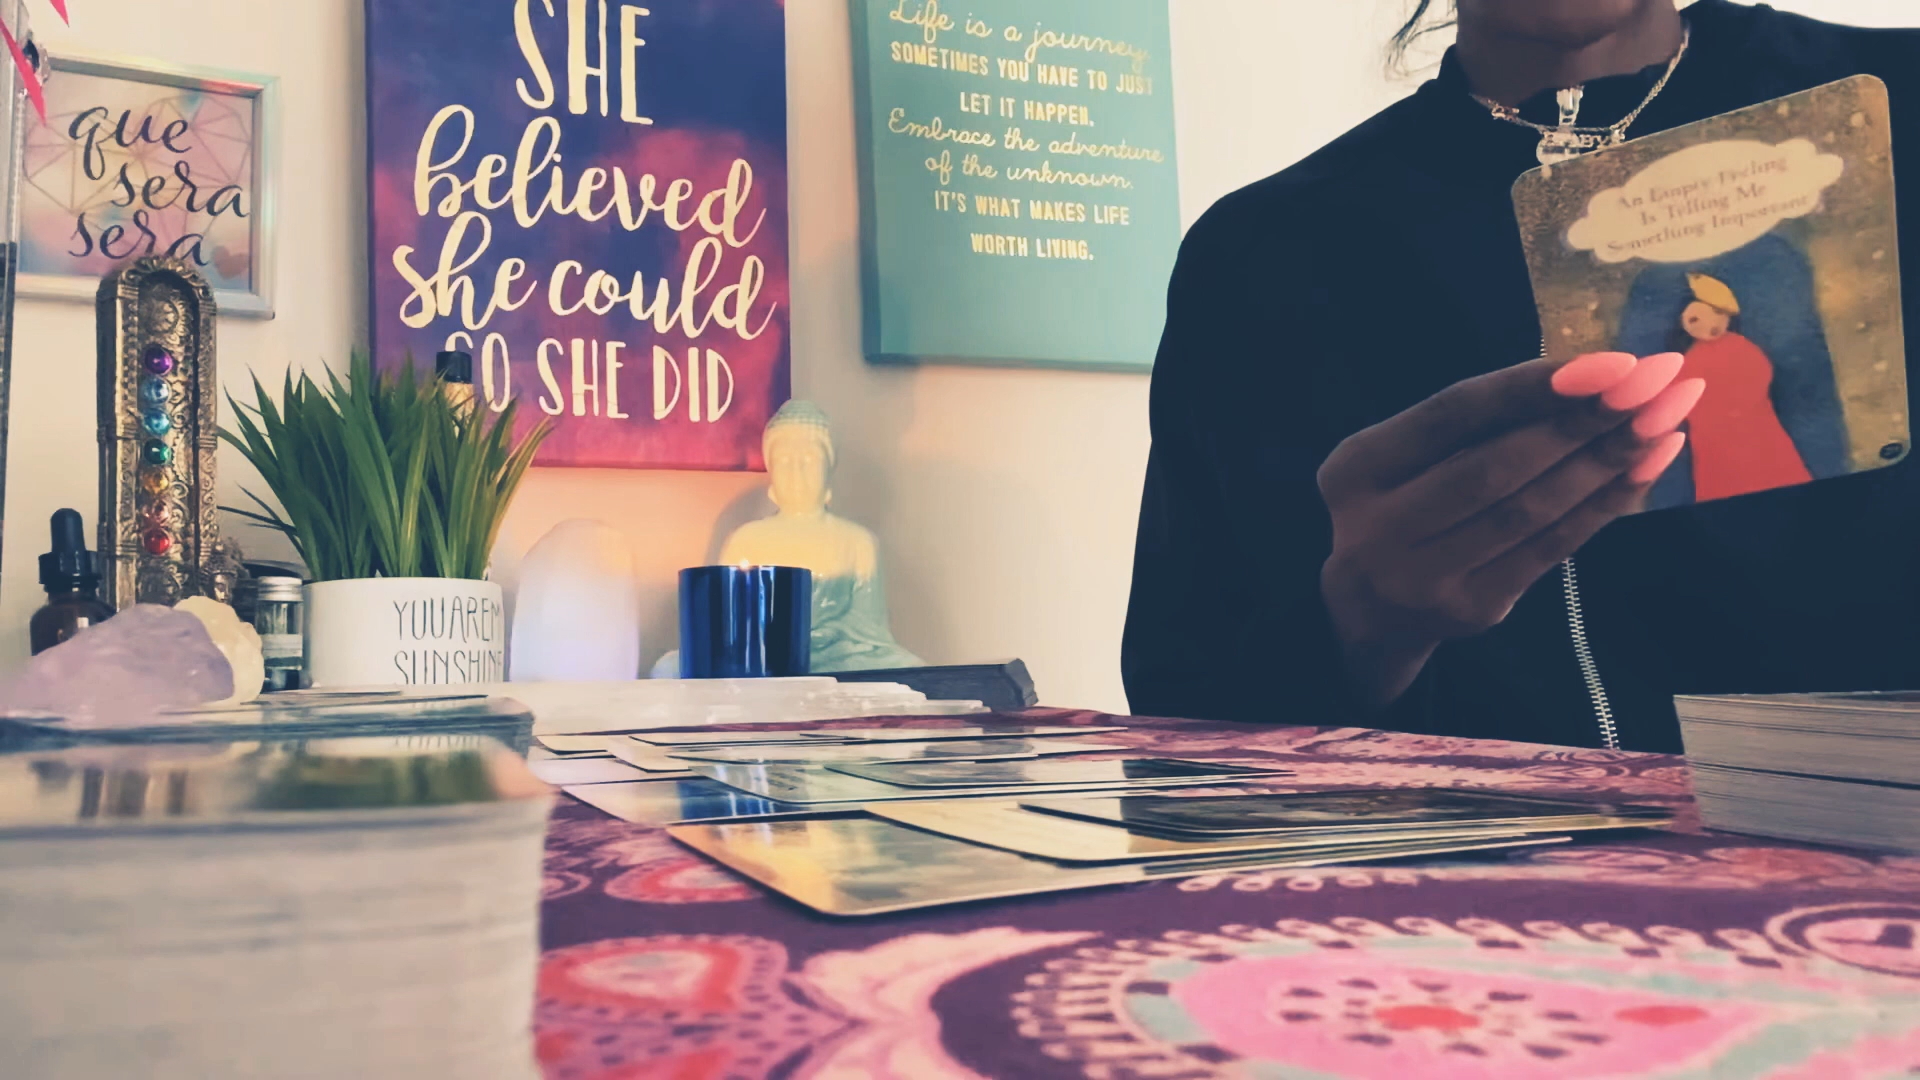 que
sera
sera
SHE
believed
she could
SO SHE DID
Life is a journey,
SOMETIMES YOU HAVE TO JUST
LET IT HAPPEN.
Embrace the adventure
of the unknown.
IT'S WHAT MAKES LIFE
WORTH LIVING.
An Empty Feeling
Is Telling Me
Something Important
YOU ARE M
SUNSHINE